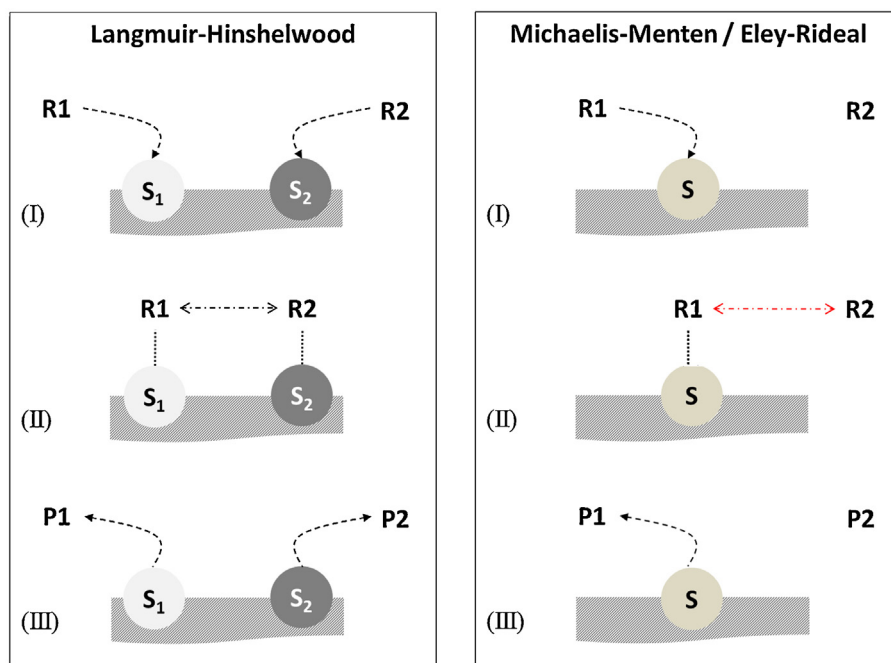 Langmuir-Hinshelwood
R1 R2
S₁ S₂
(I)
R1 R2
S₁ S₂
(II)
P1 P2
S₁ S₂
(III)
Michaelis-Menten / Eley-Rideal
R1 R2
S
(I)
R1 R2
S
(II)
P1 P2
S
(III)